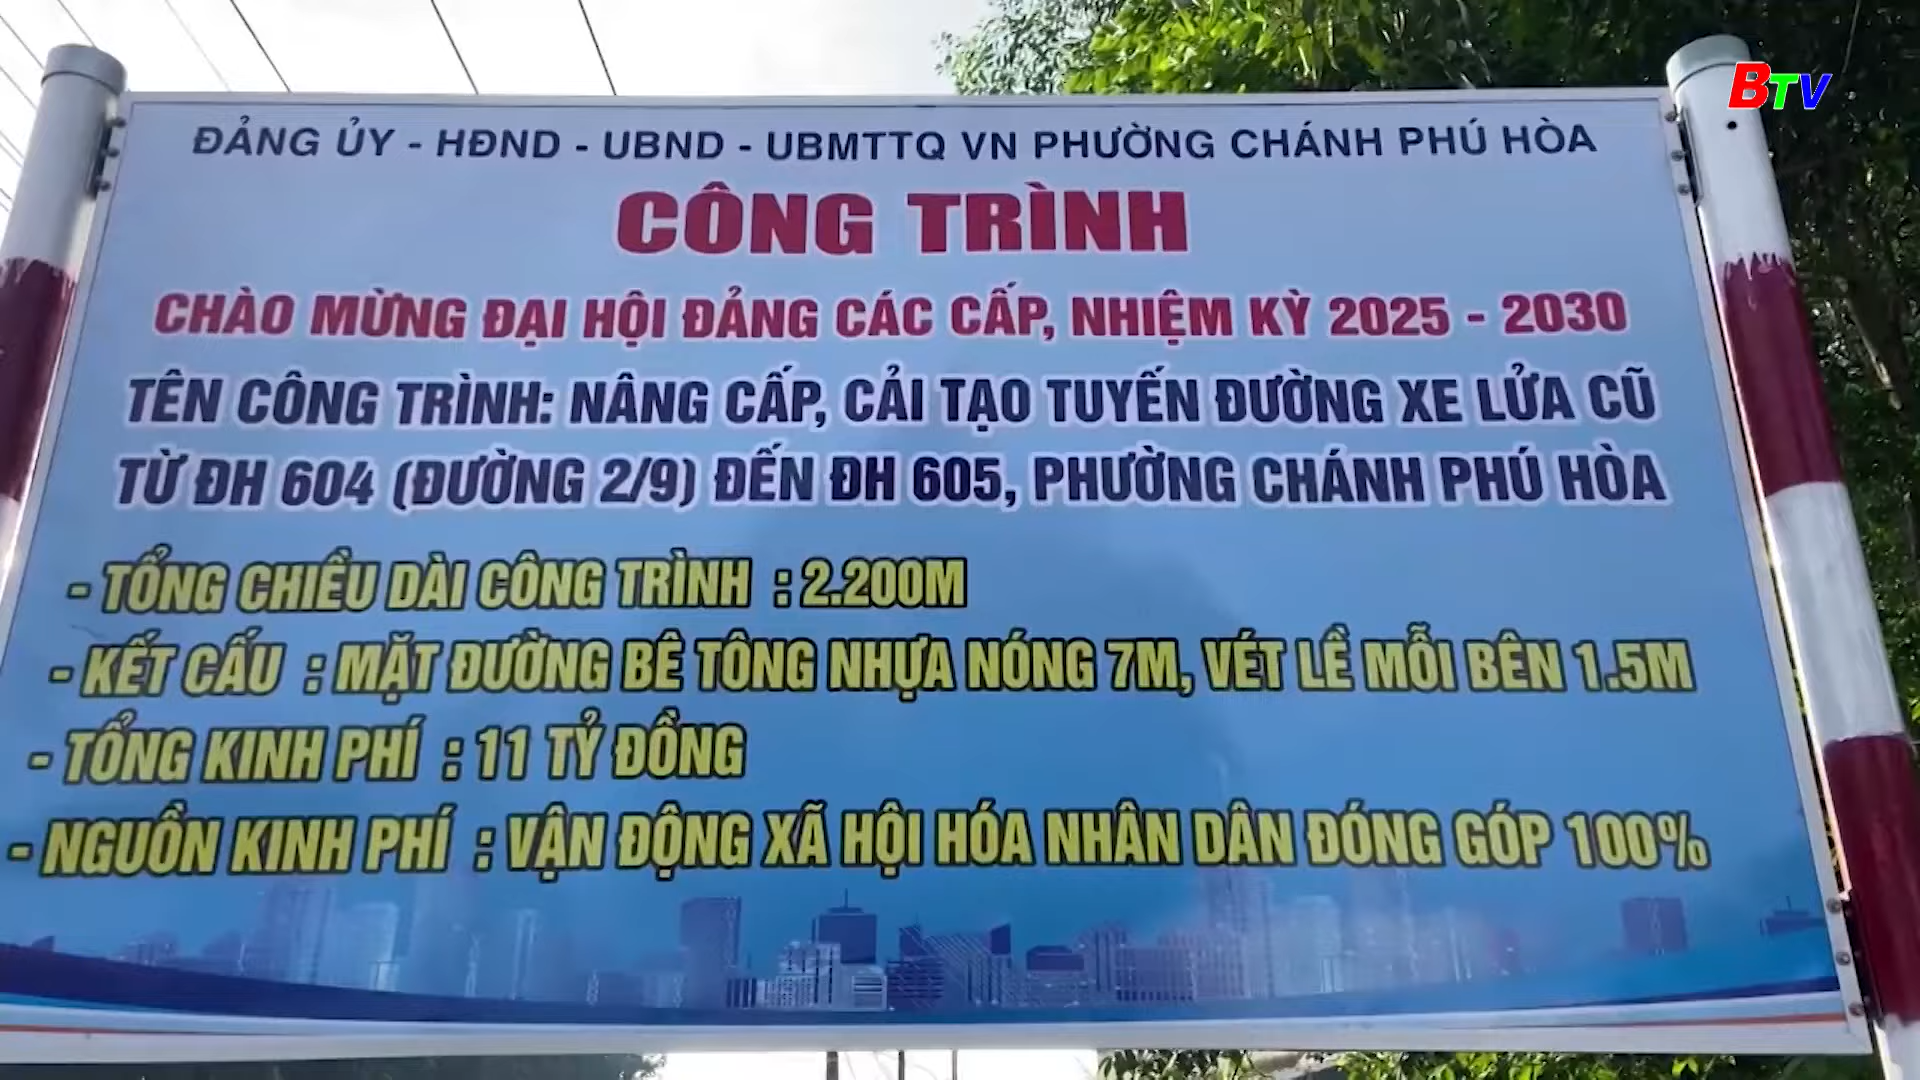 BTV
ĐẢNG ỦY - HĐND - UBND - UBMTTQ VN PHƯỜNG CHÁNH PHÚ HÒA
CÔNG TRÌNH
CHÀO MỪNG ĐẠI HỘI ĐẢNG CÁC CẤP, NHIỆM KỲ 2025 - 2030
TÊN CÔNG TRÌNH: NÂNG CẤP, CẢI TẠO TUYẾN ĐƯỜNG XE LỬA CŨ
TỪ ĐH 604 (ĐƯỜNG 2/9) ĐẾN ĐH 605, PHƯỜNG CHÁNH PHÚ HÒA
- TỔNG CHIỀU DÀI CÔNG TRÌNH : 2.200M
- KẾT CẤU : MẶT ĐƯỜNG BÊ TÔNG NHỰA NÓNG 7M, VÉT LỀ MỖI BÊN 1.5M
- TỔNG KINH PHÍ : 11 TỶ ĐỒNG
- NGUỒN KINH PHÍ : VẬN ĐỘNG XÃ HỘI HÓA NHÂN DÂN ĐÓNG GÓP 100%